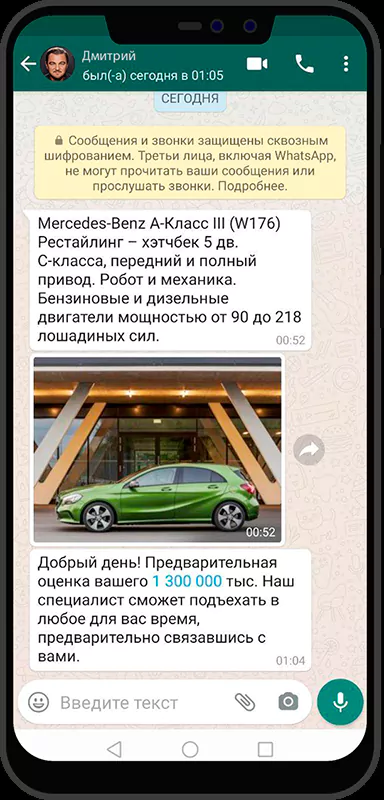 Дмитрий
был(-а) сегодня в 01:05
СЕГОДНЯ
Сообщения и звонки защищены сквозным
шифрованием. Третьи лица, включая WhatsApp,
не могут прочитать ваши сообщения или
прослушать звонки. Подробнее.
Mercedes-Benz A-Класс III (W176)
Рестайлинг – хэтчбек 5 дв.
С-класса, передний и полный
привод. Робот и механика.
Бензиновые и дизельные
двигатели мощностью от 90 до 218
лошадиных сил.
00:52
00:52
Добрый день! Предварительная
оценка вашего 1 300 000 тыс. Наш
специалист сможет подъехать в
любое для вас время,
предварительно связавшись с
вами.
01:04
Введите текст